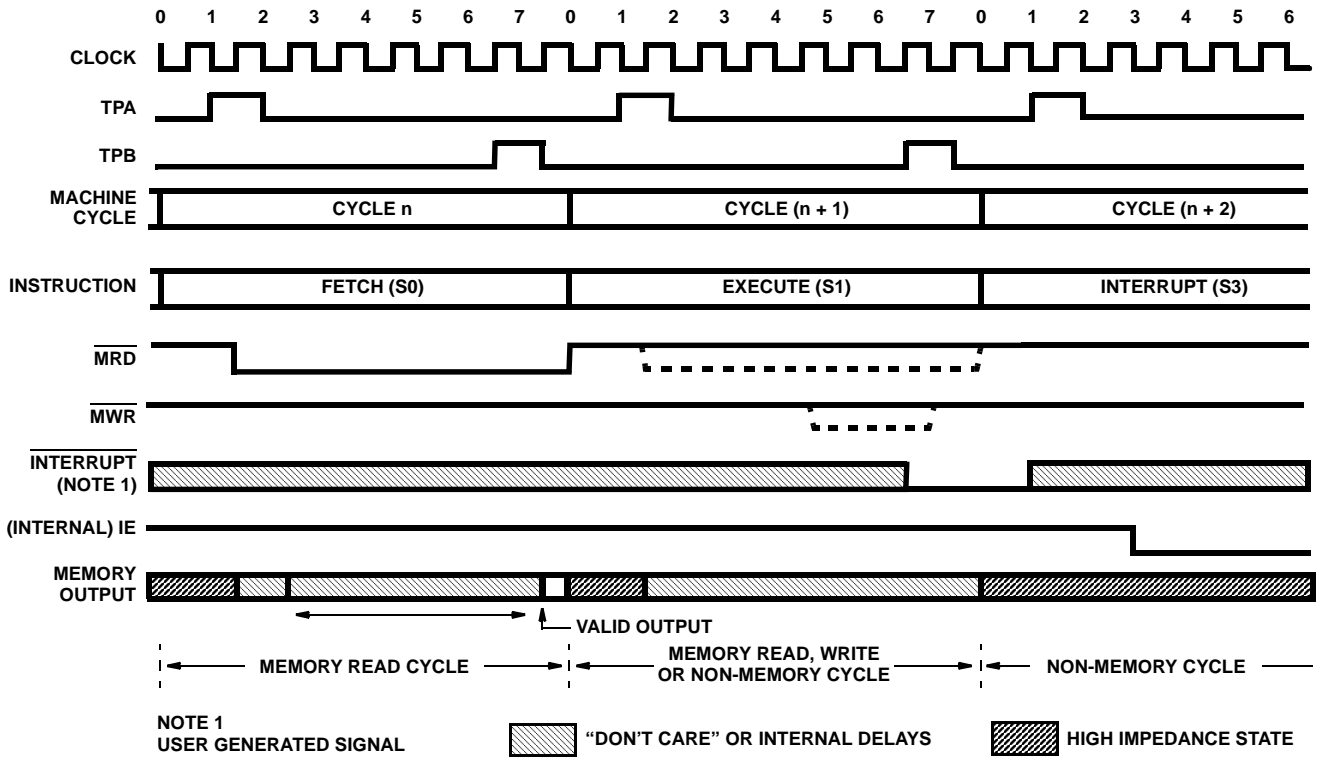 0 1 2 3 4 5 6 7 0 1 2 3 4 5 6 7 0 1 2 3 4 5 6
CLOCK
TPA
TPB
MACHINE
CYCLE
CYCLE n CYCLE (n + 1) CYCLE (n + 2)
INSTRUCTION FETCH (S0) EXECUTE (S1) INTERRUPT (S3)
MRD
MWR
INTERRUPT
(NOTE 1)
(INTERNAL) IE
MEMORY
OUTPUT
VALID OUTPUT
MEMORY READ CYCLE
MEMORY READ, WRITE
OR NON-MEMORY CYCLE
NON-MEMORY CYCLE
NOTE 1
USER GENERATED SIGNAL
“DON'T CARE” OR INTERNAL DELAYS
HIGH IMPEDANCE STATE